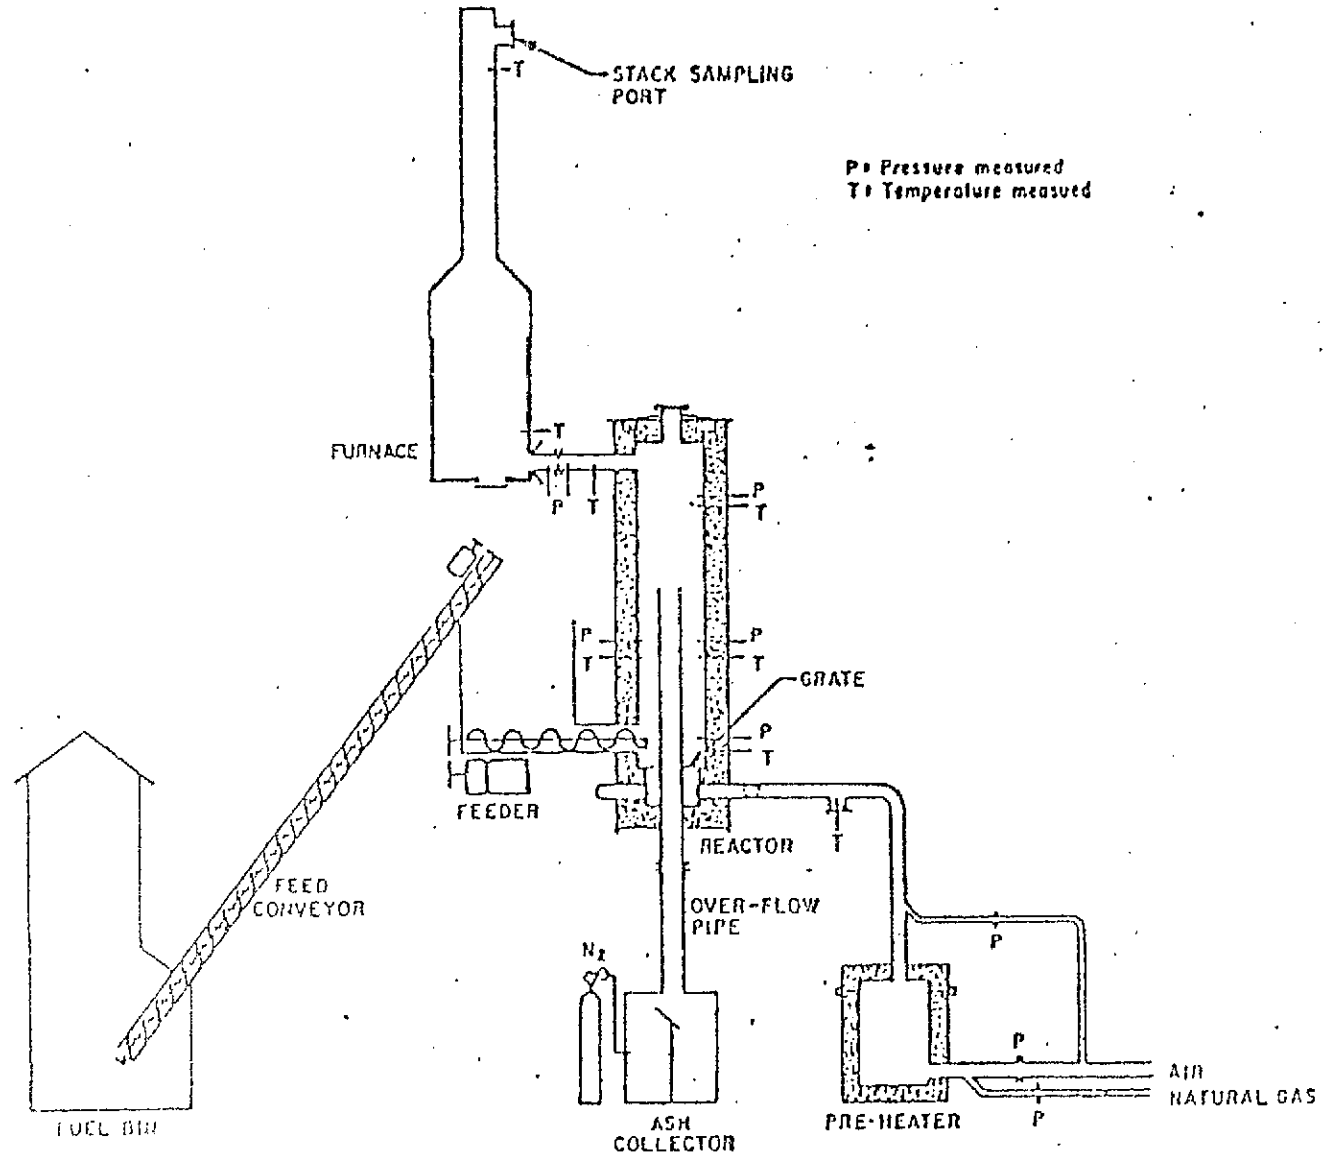 T
STACK SAMPLING
PORT
P= Pressure measured
T= Temperature measued
T
FURNACE
P
T
P
T
P
T
P
T
GRATE
P
T
FEEDER
REACTOR
T
FEED
CONVEYOR
OVER-FLOW
PIPE
P
N2
P
AIR
NATURAL GAS
P
FUEL BIN
ASH
COLLECTOR
PRE-HEATER